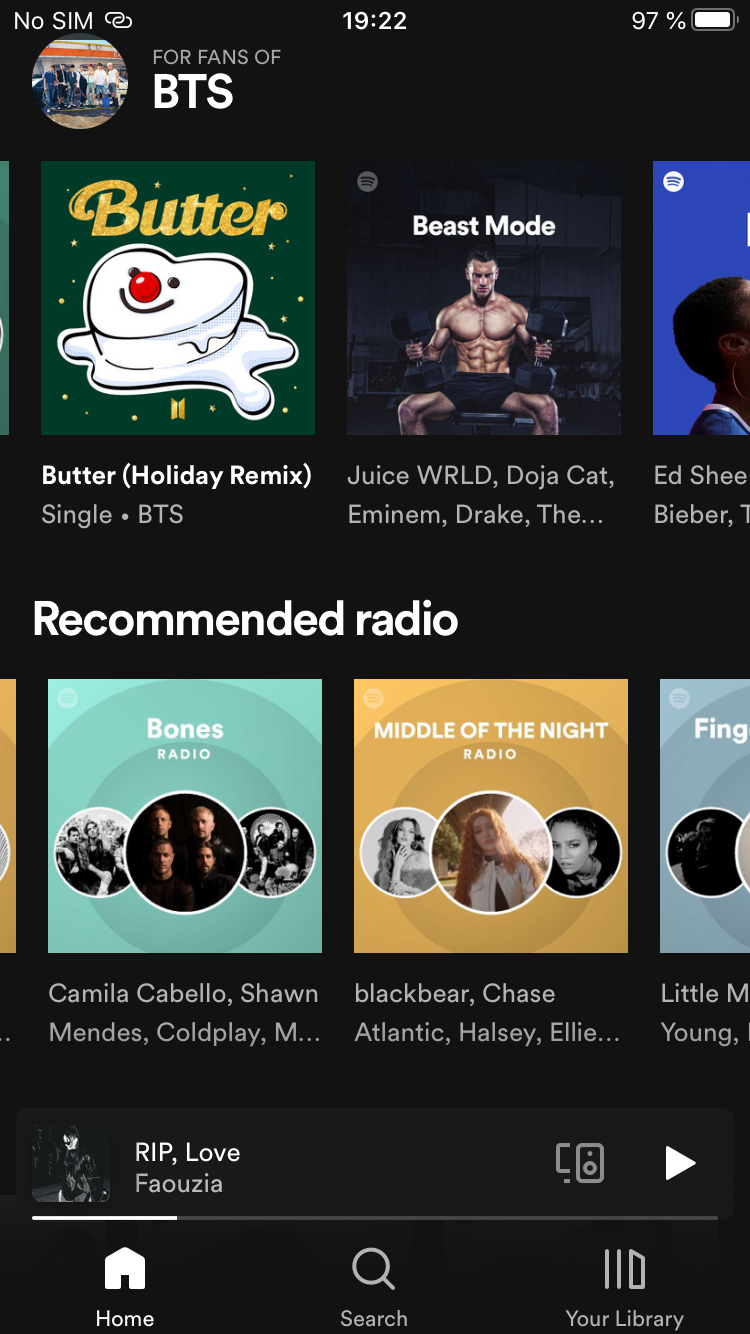 No SIM 19:22 97 %
FOR FANS OF
BTS
Butter
Beast Mode
Butter (Holiday Remix)
Single • BTS
Juice WRLD, Doja Cat,
Eminem, Drake, The...
Ed Shee
Bieber, T
Recommended radio
Bones
RADIO
MIDDLE OF THE NIGHT
RADIO
Fing
Camila Cabello, Shawn
Mendes, Coldplay, M...
blackbear, Chase
Atlantic, Halsey, Ellie...
Little M
Young,
RIP, Love
Faouzia
Home
Search
Your Library